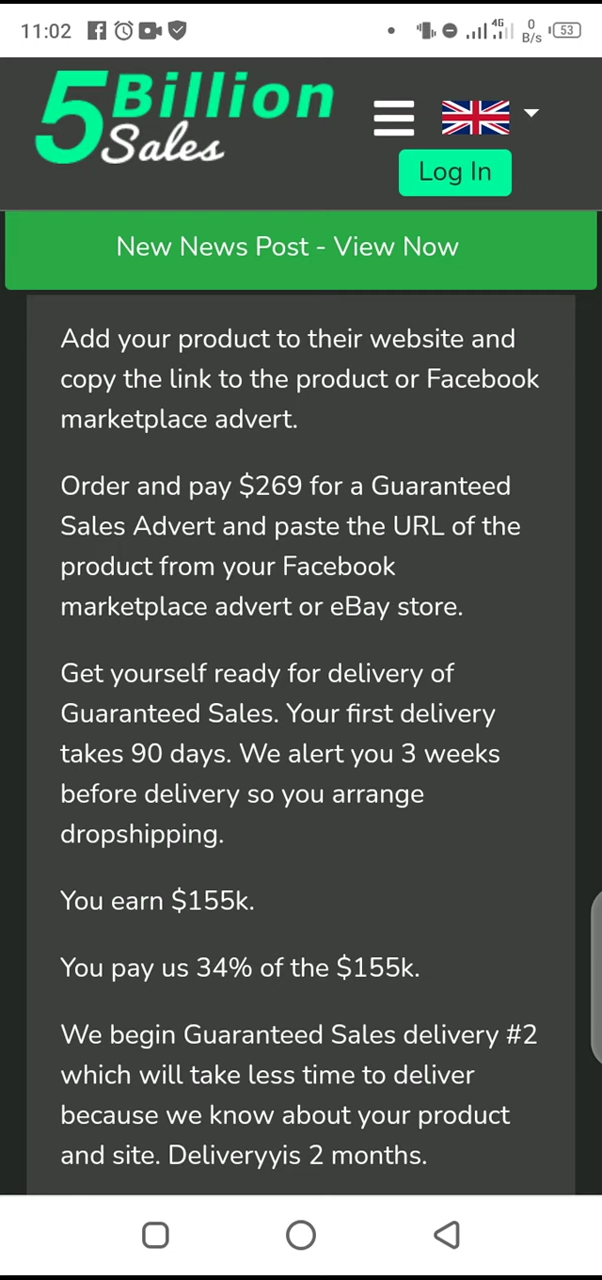 11:02
4G
0
B/s
53
5 Billion
Sales
Log In
New News Post - View Now
Add your product to their website and
copy the link to the product or Facebook
marketplace advert.
Order and pay $269 for a Guaranteed
Sales Advert and paste the URL of the
product from your Facebook
marketplace advert or eBay store.
Get yourself ready for delivery of
Guaranteed Sales. Your first delivery
takes 90 days. We alert you 3 weeks
before delivery so you arrange
dropshipping.
You earn $155k.
You pay us 34% of the $155k.
We begin Guaranteed Sales delivery #2
which will take less time to deliver
because we know about your product
and site. Deliveryyis 2 months.